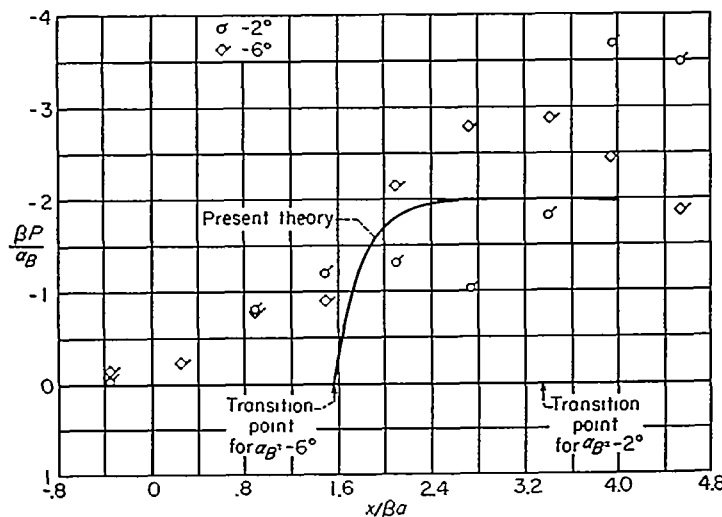 -4
-2°
-6°
-3
-2
Present theory
βP
α_B
-1
0
Transition
point
for α_B = -6°
Transition
point
for α_B = -2°
1
-.8 0 .8 1.6 2.4 3.2 4.0 4.8
x/βa